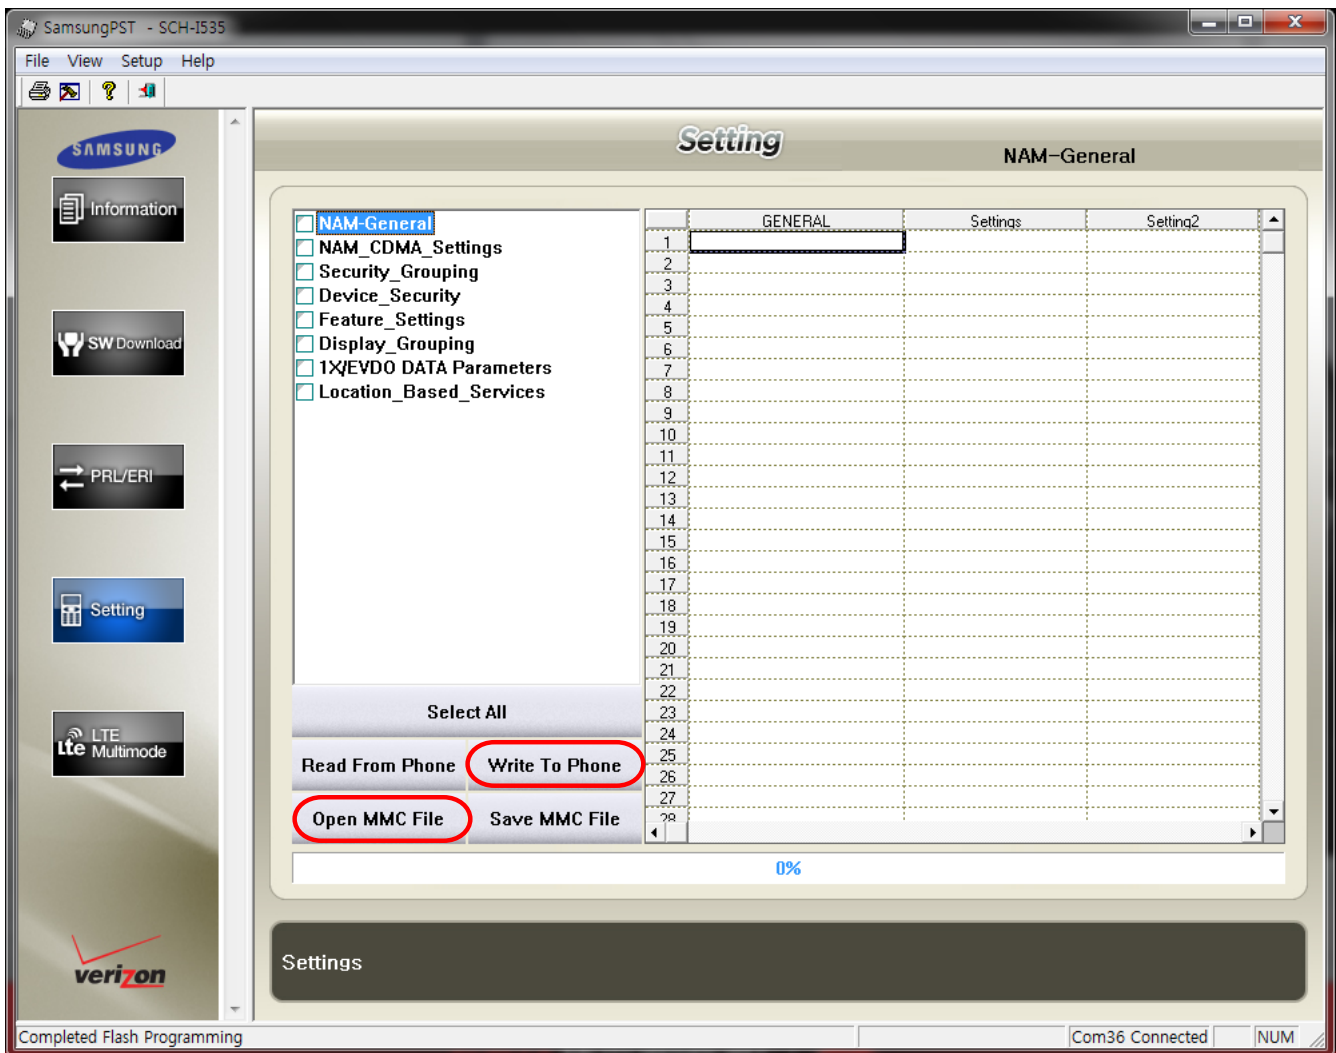 SamsungPST - SCH-I535
File View Setup Help
SAMSUNG
Information
SW Download
PRL/ERI
Setting
LTE
Lte Multimode
verizon
Setting
NAM-General
NAM-General
NAM_CDMA_Settings
Security_Grouping
Device_Security
Feature_Settings
Display_Grouping
1X/EVDO DATA Parameters
Location_Based_Services
Select All
Read From Phone Write To Phone
Open MMC File Save MMC File
GENERAL Settings Setting2
1
2
3
4
5
6
7
8
9
10
11
12
13
14
15
16
17
18
19
20
21
22
23
24
25
26
27
28
0%
Settings
Completed Flash Programming Com36 Connected NUM